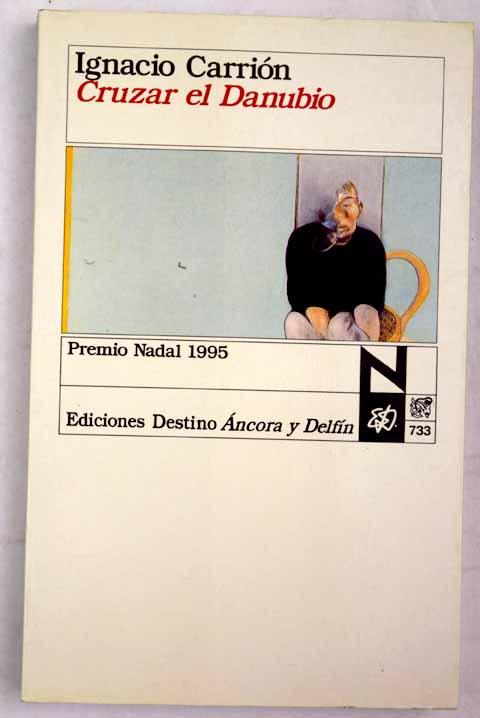 Ignacio Carrión
Cruzar el Danubio
Premio Nadal 1995
N
Ediciones Destino Áncora y Delfín
733